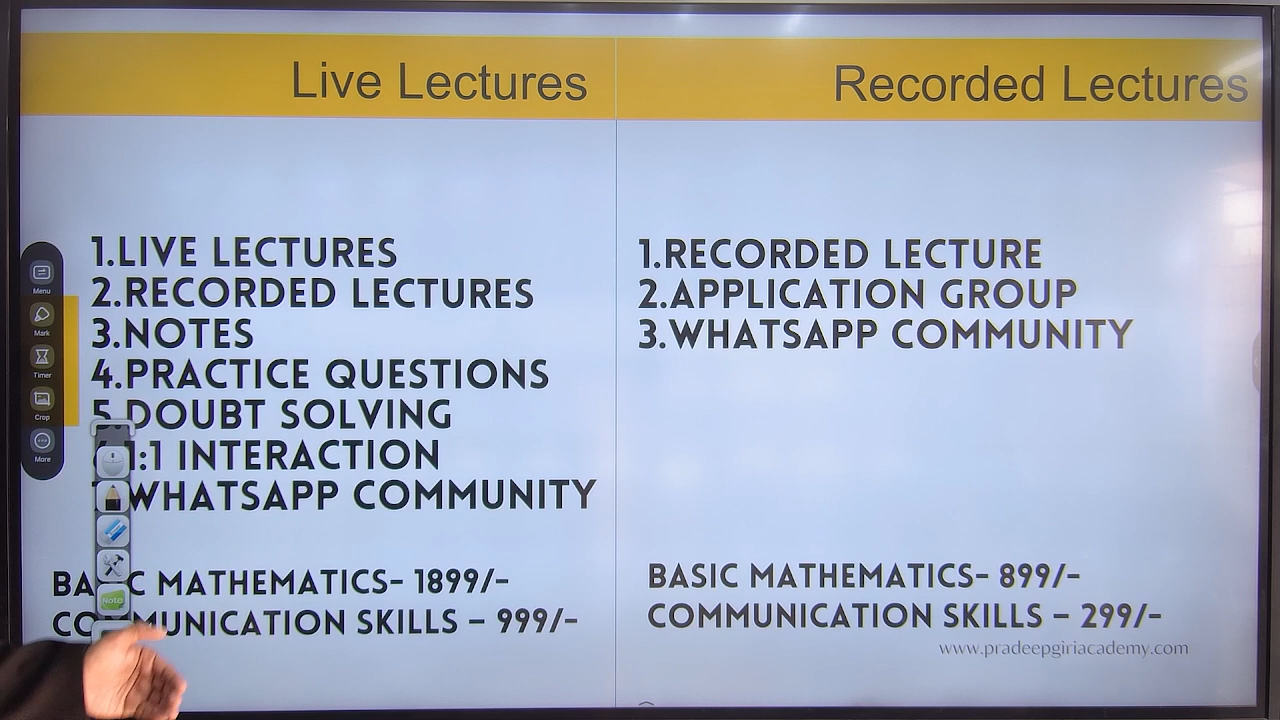 Live Lectures
1.LIVE LECTURES
2.RECORDED LECTURES
3.NOTES
4.PRACTICE QUESTIONS
5.DOUBT SOLVING
1:1 INTERACTION
WHATSAPP COMMUNITY
BASIC MATHEMATICS- 1899/-
COMMUNICATION SKILLS – 999/-
Recorded Lectures
1.RECORDED LECTURE
2.APPLICATION GROUP
3.WHATSAPP COMMUNITY
BASIC MATHEMATICS- 899/-
COMMUNICATION SKILLS – 299/-
www.pradeepgiriacademy.com
Menu
Mark
Timer
Crop
More
Note